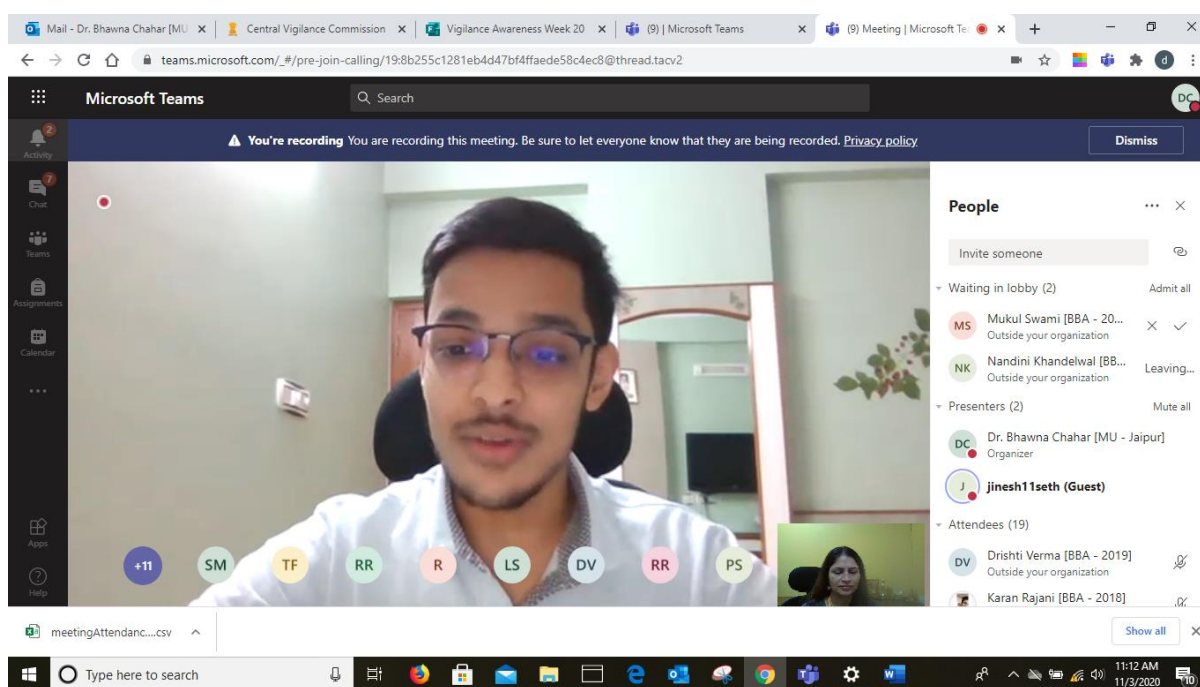 Mail - Dr. Bhawna Chahar [MU
Central Vigilance Commission
Vigilance Awareness Week 20
(9) | Microsoft Teams
(9) Meeting | Microsoft Te
teams.microsoft.com/_#/pre-join-calling/19:8b255c1281eb4d47bf4ffaede58c4ec8@thread.tacv2
d
Microsoft Teams
Search
DC
You're recording You are recording this meeting. Be sure to let everyone know that they are being recorded. Privacy policy
Dismiss
2
Activity
7
Chat
Teams
Assignments
Calendar
Apps
Help
+11
SM
TF
RR
R
LS
DV
RR
PS
People
Invite someone
Waiting in lobby (2)
Admit all
MS
Mukul Swami [BBA - 20...
Outside your organization
NK
Nandini Khandelwal [BB...
Outside your organization
Leaving...
Presenters (2)
Mute all
DC
Dr. Bhawna Chahar [MU - Jaipur]
Organizer
J
jinesh11seth (Guest)
Attendees (19)
DV
Drishti Verma [BBA - 2019]
Outside your organization
Karan Rajani [BBA - 2018]
meetingAttendanc....csv
Show all
Type here to search
11:12 AM
11/3/2020
10